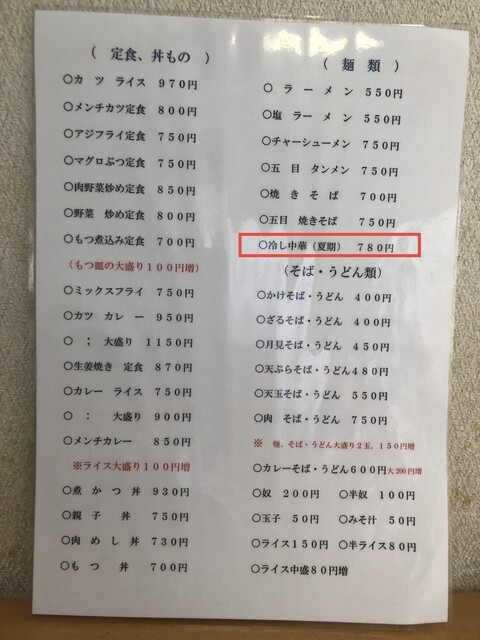 ( 定食、丼もの )
○カ ツ ライス 970円
○メンチカツ定食 800円
○アジフライ定食 750円
○マグロぶつ定食 750円
○肉野菜炒め定食 850円
○野菜 炒め定食 800円
○もつ煮込み定食 700円
(もつ皿の大盛り100円増)
○ミックスフライ 750円
○カツ カレー 950円
○ ; 大盛り 1150円
○生姜焼き 定食 870円
○カレー ライス 750円
○ : 大盛り 900円
○メンチカレー 850円
※ライス大盛り100円増
○煮 か つ 丼 930円
○親 子 丼 750円
○肉 め し 丼 730円
○も つ 丼 700円
( 麺 類 )
○ ラ ー メ ン 550円
○塩 ラ ー メ ン 550円
○チャーシューメン 750円
○五 目 タンメン 750円
○焼 き そ ば 700円
○五目 焼きそば 750円
○冷し中華(夏期) 780円
(そば・うどん類)
○かけそば・うどん 400円
○ざるそば・うどん 400円
○月見そば・うどん 450円
○天ぷらそば・うどん480円
○天玉そば・うどん 550円
○肉 そば・うどん 750円
※ 麺、そば・うどん大盛り2玉、150円増
○カレーそば・うどん600円大200円増
○奴 200円 ○半奴 100円
○玉子 50円 ○みそ汁 50円
○ライス150円 ○半ライス80円
○ライス中盛80円増